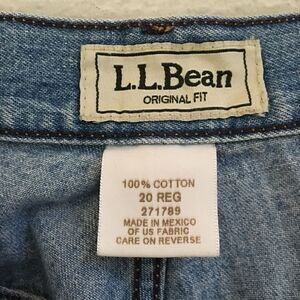 L.L.Bean
ORIGINAL FIT
100% COTTON
20 REG
271789
MADE IN MEXICO
OF US FABRIC
CARE ON REVERSE